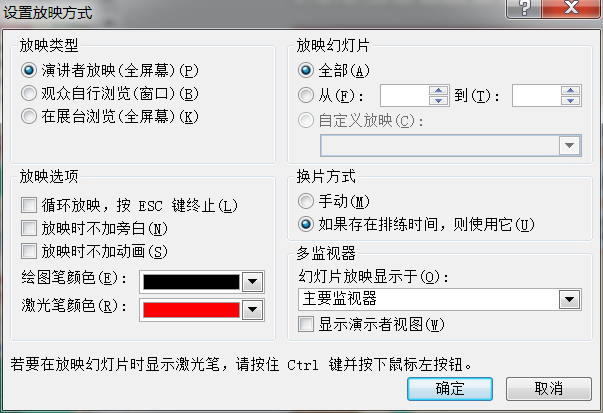 设置放映方式
放映类型
演讲者放映(全屏幕)(P)
观众自行浏览(窗口)(B)
在展台浏览(全屏幕)(K)
放映幻灯片
全部(A)
从(F): 到(T):
自定义放映(C):
放映选项
循环放映，按 ESC 键终止(L)
放映时不加旁白(N)
放映时不加动画(S)
绘图笔颜色(E):
激光笔颜色(R):
换片方式
手动(M)
如果存在排练时间，则使用它(U)
多监视器
幻灯片放映显示于(O):
主要监视器
显示演示者视图(W)
若要在放映幻灯片时显示激光笔，请按住 Ctrl 键并按下鼠标左按钮。
确定 取消